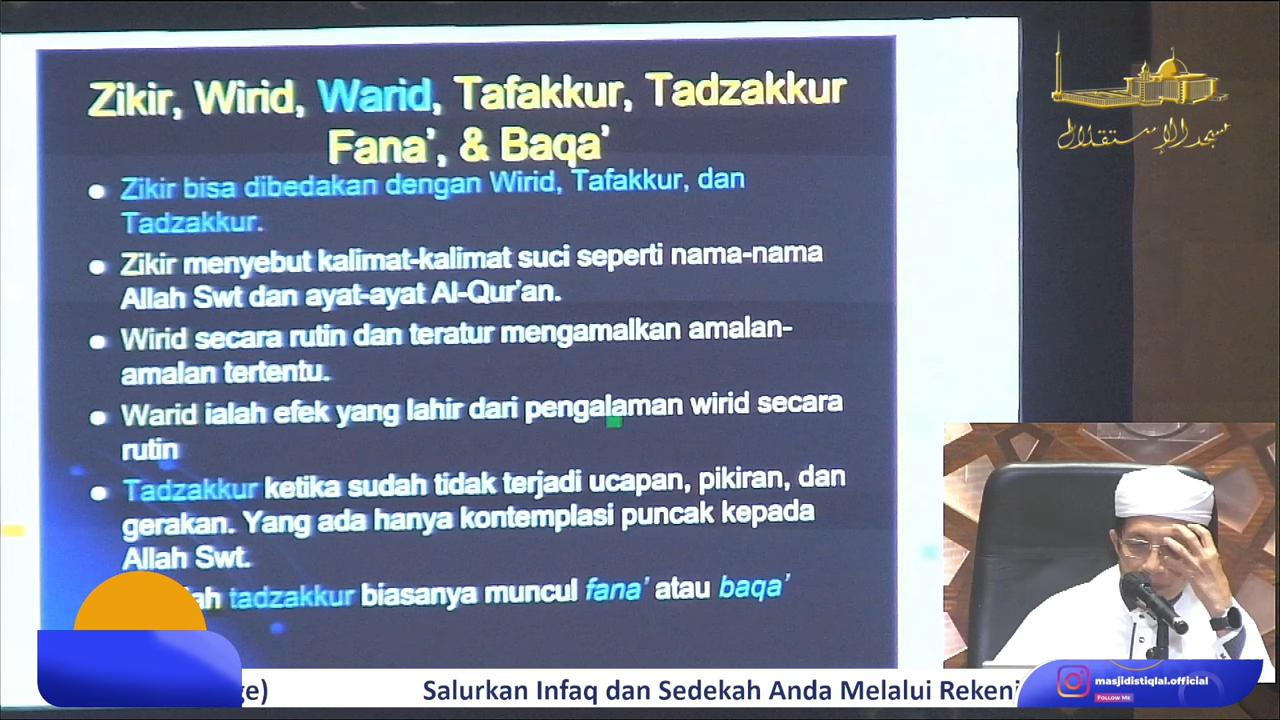 Zikir, Wirid, Warid, Tafakkur, Tadzakkur
Fana', & Baqa'
Zikir bisa dibedakan dengan Wirid, Tafakkur, dan
Tadzakkur.
Zikir menyebut kalimat-kalimat suci seperti nama-nama
Allah Swt dan ayat-ayat Al-Qur'an.
Wirid secara rutin dan teratur mengamalkan amalan-
amalan tertentu.
Warid ialah efek yang lahir dari pengalaman wirid secara
rutin
Tadzakkur ketika sudah tidak terjadi ucapan, pikiran, dan
gerakan. Yang ada hanya kontemplasi puncak kepada
Allah Swt.
tadzakkur biasanya muncul fana' atau baqa'
مسجد الإستقلال
Salurkan Infaq dan Sedekah Anda Melalui
masjidistiqlal.official
Follow Me